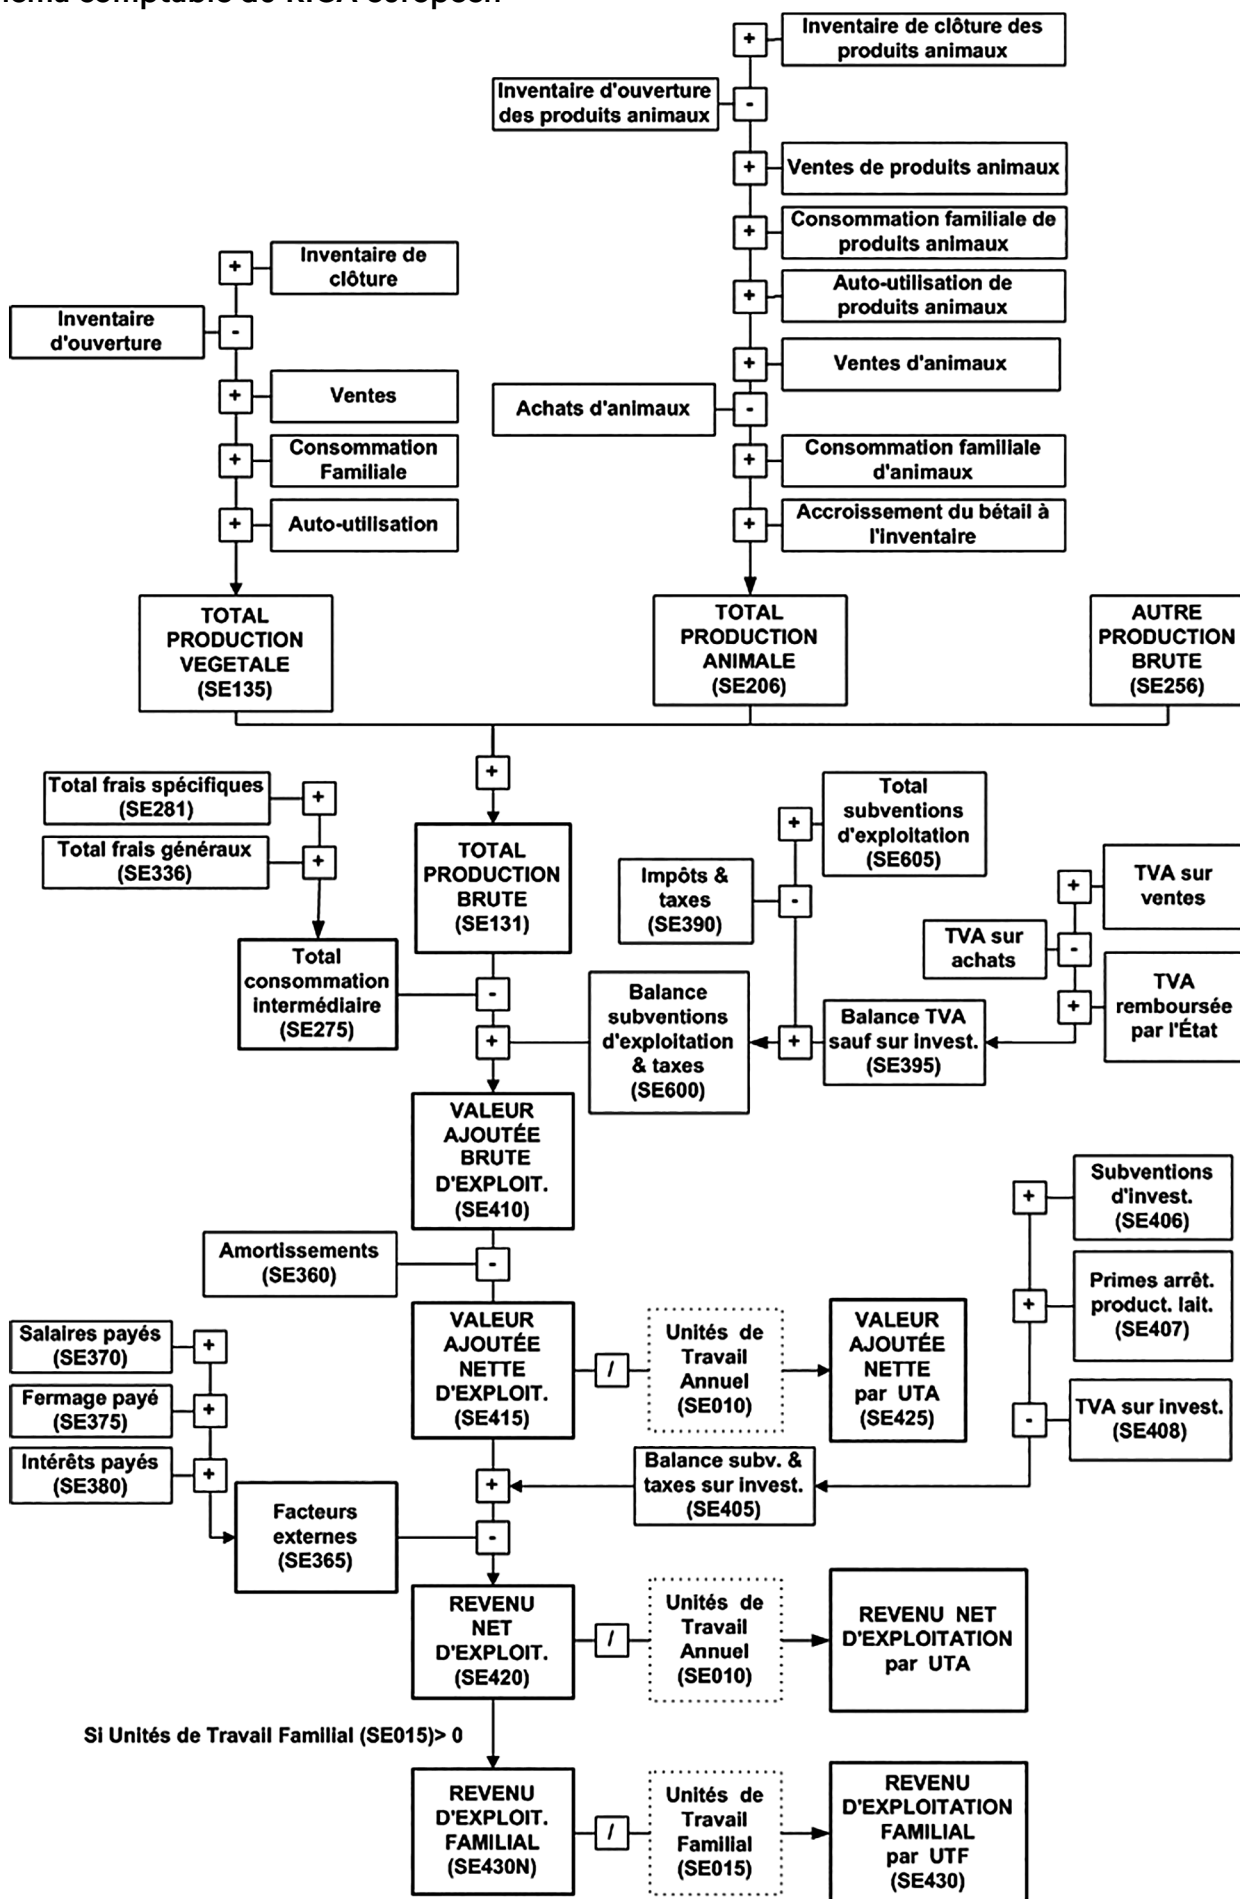 +
Inventaire de clôture des
produits animaux
Inventaire d'ouverture
des produits animaux
-
+
Ventes de produits animaux
+
Consommation familiale de
produits animaux
+
Auto-utilisation de
produits animaux
+
Ventes d'animaux
Achats d'animaux
-
+
Consommation familiale
d'animaux
+
Accroissement du bétail à
l'inventaire
+
Inventaire de
clôture
Inventaire
d'ouverture
-
+
Ventes
+
Consommation
Familiale
+
Auto-utilisation
TOTAL
PRODUCTION
VEGETALE
(SE135)
TOTAL
PRODUCTION
ANIMALE
(SE206)
AUTRE
PRODUCTION
BRUTE
(SE256)
+
Total frais spécifiques
(SE281)
+
Total frais généraux
(SE336)
+
Total
consommation
intermédiaire
(SE275)
TOTAL
PRODUCTION
BRUTE
(SE131)
-
+
Total
subventions
d'exploitation
(SE605)
+
Impôts &
taxes
(SE390)
-
TVA sur
ventes
+
TVA sur
achats
-
TVA
remboursée
par l'État
+
Balance
subventions
d'exploitation
& taxes
(SE600)
+
Balance TVA
sauf sur invest.
(SE395)
VALEUR
AJOUTÉE
BRUTE
D'EXPLOIT.
(SE410)
Amortissements
(SE360)
-
Subventions
d'invest.
(SE406)
+
Primes arrêt.
product. lait.
(SE407)
+
TVA sur invest.
(SE408)
-
VALEUR
AJOUTÉE
NETTE
D'EXPLOIT.
(SE415)
/
Unités de
Travail
Annuel
(SE010)
VALEUR
AJOUTÉE
NETTE
par UTA
(SE425)
Salaires payés
(SE370)
+
Fermage payé
(SE375)
+
Intérêts payés
(SE380)
+
Facteurs
externes
(SE365)
+
Balance subv. &
taxes sur invest.
(SE405)
-
REVENU
NET
D'EXPLOIT.
(SE420)
/
Unités de
Travail
Annuel
(SE010)
REVENU NET
D'EXPLOITATION
par UTA
Si Unités de Travail Familial (SE015)> 0
REVENU
D'EXPLOIT.
FAMILIAL
(SE430N)
/
Unités de
Travail
Familial
(SE015)
REVENU
D'EXPLOITATION
FAMILIAL
par UTF
(SE430)